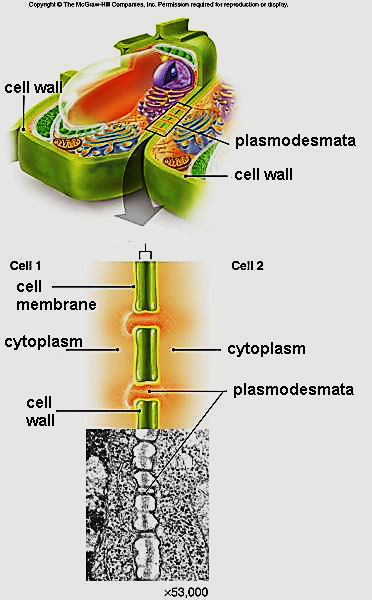 Copyright © The McGraw-Hill Companies, Inc. Permission required for reproduction or display.
cell wall
plasmodesmata
cell wall
Cell 1
Cell 2
cell
membrane
cytoplasm
cytoplasm
plasmodesmata
cell
wall
×53,000